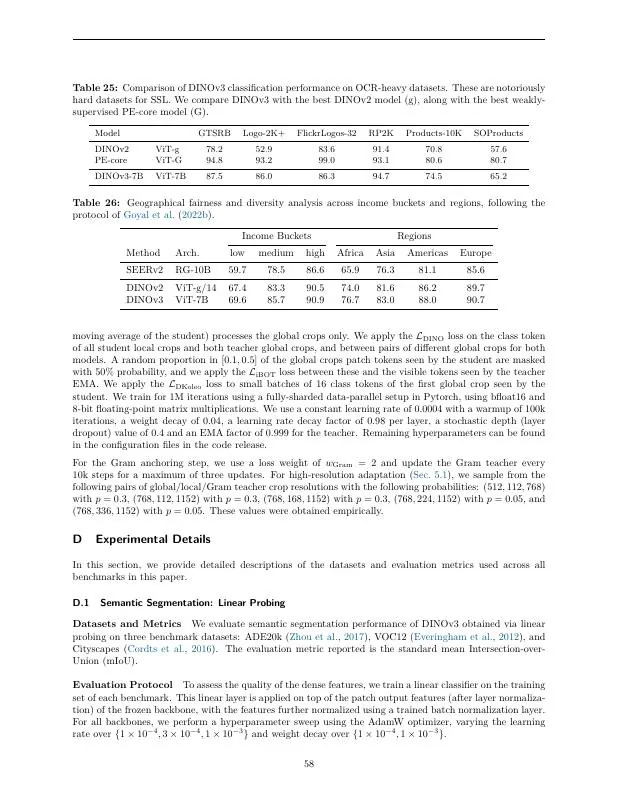 Table 25: Comparison of DINOv3 classification performance on OCR-heavy datasets. These are notoriously
hard datasets for SSL. We compare DINOv3 with the best DINOv2 model (g), along with the best weakly-
supervised PE-core model (G).
Model GTSRB Logo-2K+ FlickrLogos-32 RP2K Products-10K SOProducts
DINOv2 ViT-g 78.2 52.9 83.6 91.4 70.8 57.6
PE-core ViT-G 94.8 93.2 99.0 93.1 80.6 80.7
DINOv3-7B ViT-7B 87.5 86.0 86.3 94.7 74.5 65.2
Table 26: Geographical fairness and diversity analysis across income buckets and regions, following the
protocol of Goyal et al. (2022b).
Income Buckets Regions
Method Arch. low medium high Africa Asia Americas Europe
SEERv2 RG-10B 59.7 78.5 86.6 65.9 76.3 81.1 85.6
DINOv2 ViT-g/14 67.4 83.3 90.5 74.0 81.6 86.2 89.7
DINOv3 ViT-7B 69.6 85.7 90.9 76.7 83.0 88.0 90.7
moving average of the student) processes the global crops only. We apply the ℒDINO loss on the class token
of all student local crops and both teacher global crops, and between pairs of different global crops for both
models. A random proportion in [0.1, 0.5] of the global crops patch tokens seen by the student are masked
with 50% probability, and we apply the ℒiBOT loss between these and the visible tokens seen by the teacher
EMA. We apply the ℒDKoleo loss to small batches of 16 class tokens of the first global crop seen by the
student. We train for 1M iterations using a fully-sharded data-parallel setup in Pytorch, using bfloat16 and
8-bit floating-point matrix multiplications. We use a constant learning rate of 0.0004 with a warmup of 100k
iterations, a weight decay of 0.04, a learning rate decay factor of 0.98 per layer, a stochastic depth (layer
dropout) value of 0.4 and an EMA factor of 0.999 for the teacher. Remaining hyperparameters can be found
in the configuration files in the code release.
For the Gram anchoring step, we use a loss weight of wGram = 2 and update the Gram teacher every
10k steps for a maximum of three updates. For high-resolution adaptation (Sec. 5.1), we sample from the
following pairs of global/local/Gram teacher crop resolutions with the following probabilities: (512, 112, 768)
with p = 0.3, (768, 112, 1152) with p = 0.3, (768, 168, 1152) with p = 0.3, (768, 224, 1152) with p = 0.05, and
(768, 336, 1152) with p = 0.05. These values were obtained empirically.
D Experimental Details
In this section, we provide detailed descriptions of the datasets and evaluation metrics used across all
benchmarks in this paper.
D.1 Semantic Segmentation: Linear Probing
Datasets and Metrics We evaluate semantic segmentation performance of DINOv3 obtained via linear
probing on three benchmark datasets: ADE20k (Zhou et al., 2017), VOC12 (Everingham et al., 2012), and
Cityscapes (Cordts et al., 2016). The evaluation metric reported is the standard mean Intersection-over-
Union (mIoU).
Evaluation Protocol To assess the quality of the dense features, we train a linear classifier on the training
set of each benchmark. This linear layer is applied on top of the patch output features (after layer normaliza-
tion) of the frozen backbone, with the features further normalized using a trained batch normalization layer.
For all backbones, we perform a hyperparameter sweep using the AdamW optimizer, varying the learning
rate over {1 × 10⁻⁴, 3 × 10⁻⁴, 1 × 10⁻³} and weight decay over {1 × 10⁻⁴, 1 × 10⁻³}.
58